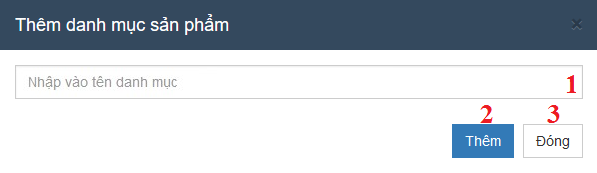 Thêm danh mục sản phẩm ×
Nhập vào tên danh mục 1
2 3
Thêm Đóng